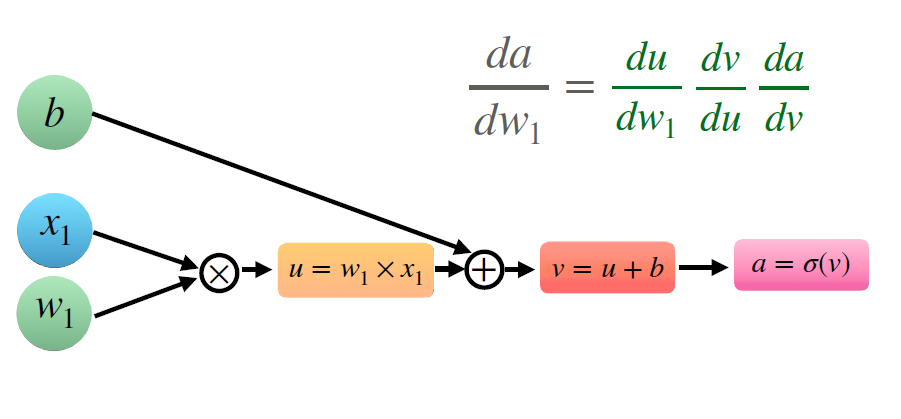 da/dw₁ = du/dw₁ dv/du da/dv
b
x₁
w₁
×
u = w₁ × x₁
+
v = u + b
a = σ(v)